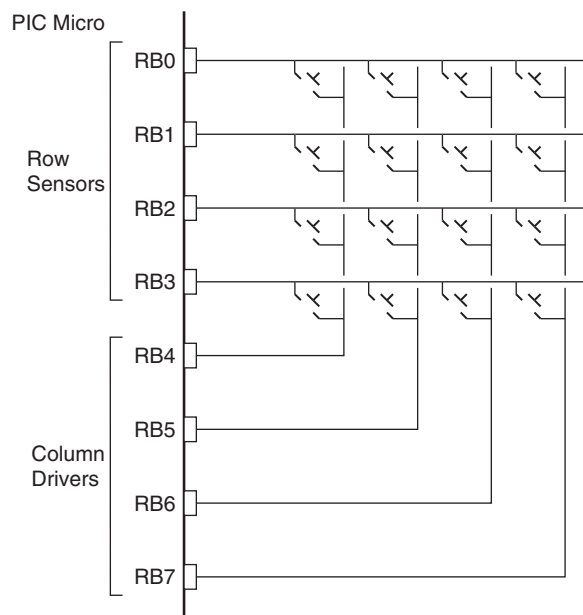 PIC Micro
RB0
RB1
Row
Sensors
RB2
RB3
RB4
RB5
Column
Drivers
RB6
RB7